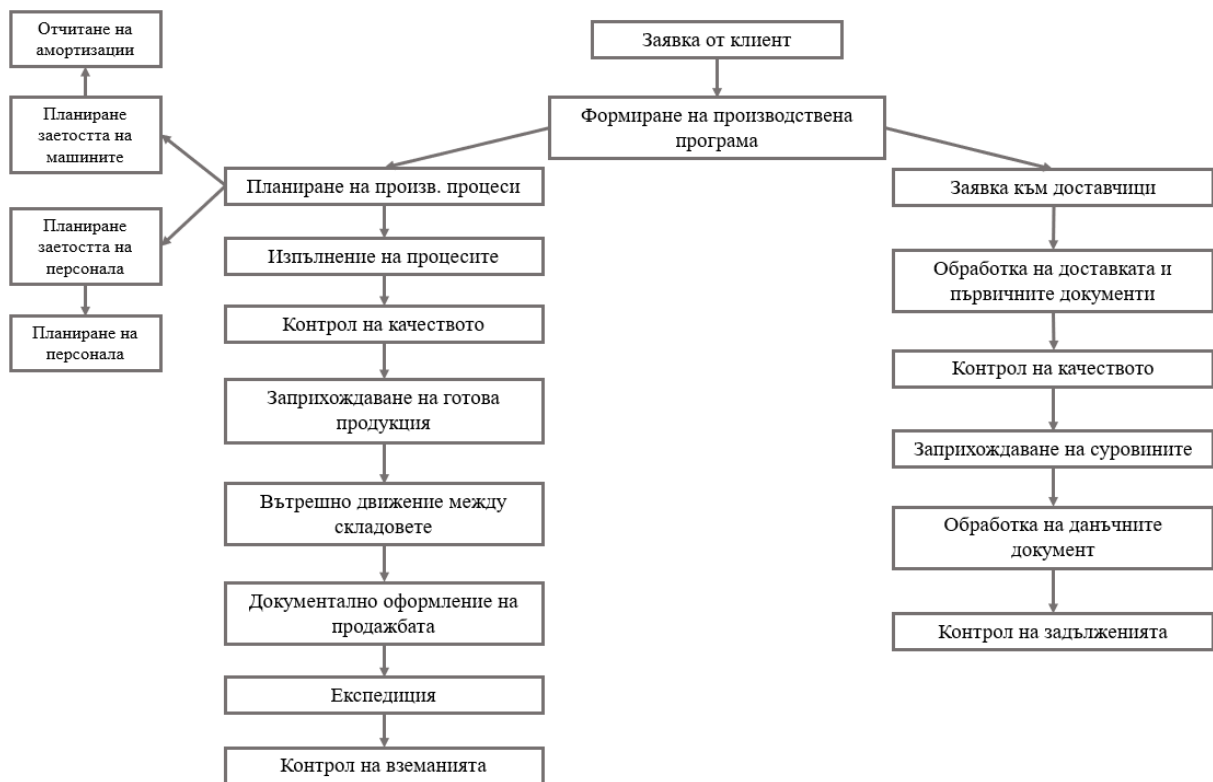 Отчитане на
амортизации
Заявка от клиент
Планиране
заетостта на
машините
Формиране на производствена
програма
Планиране на произв. процеси
Заявка към доставчици
Планиране
заетостта на
персонала
Изпълнение на процесите
Обработка на доставката и
първичните документи
Планиране на
персонала
Контрол на качеството
Контрол на качеството
Заприхождаване на готова
продукция
Заприхождаване на суровините
Вътрешно движение между
складовете
Обработка на данъчните
документ
Документално оформление на
продажбата
Контрол на задълженията
Експедиция
Контрол на вземанията